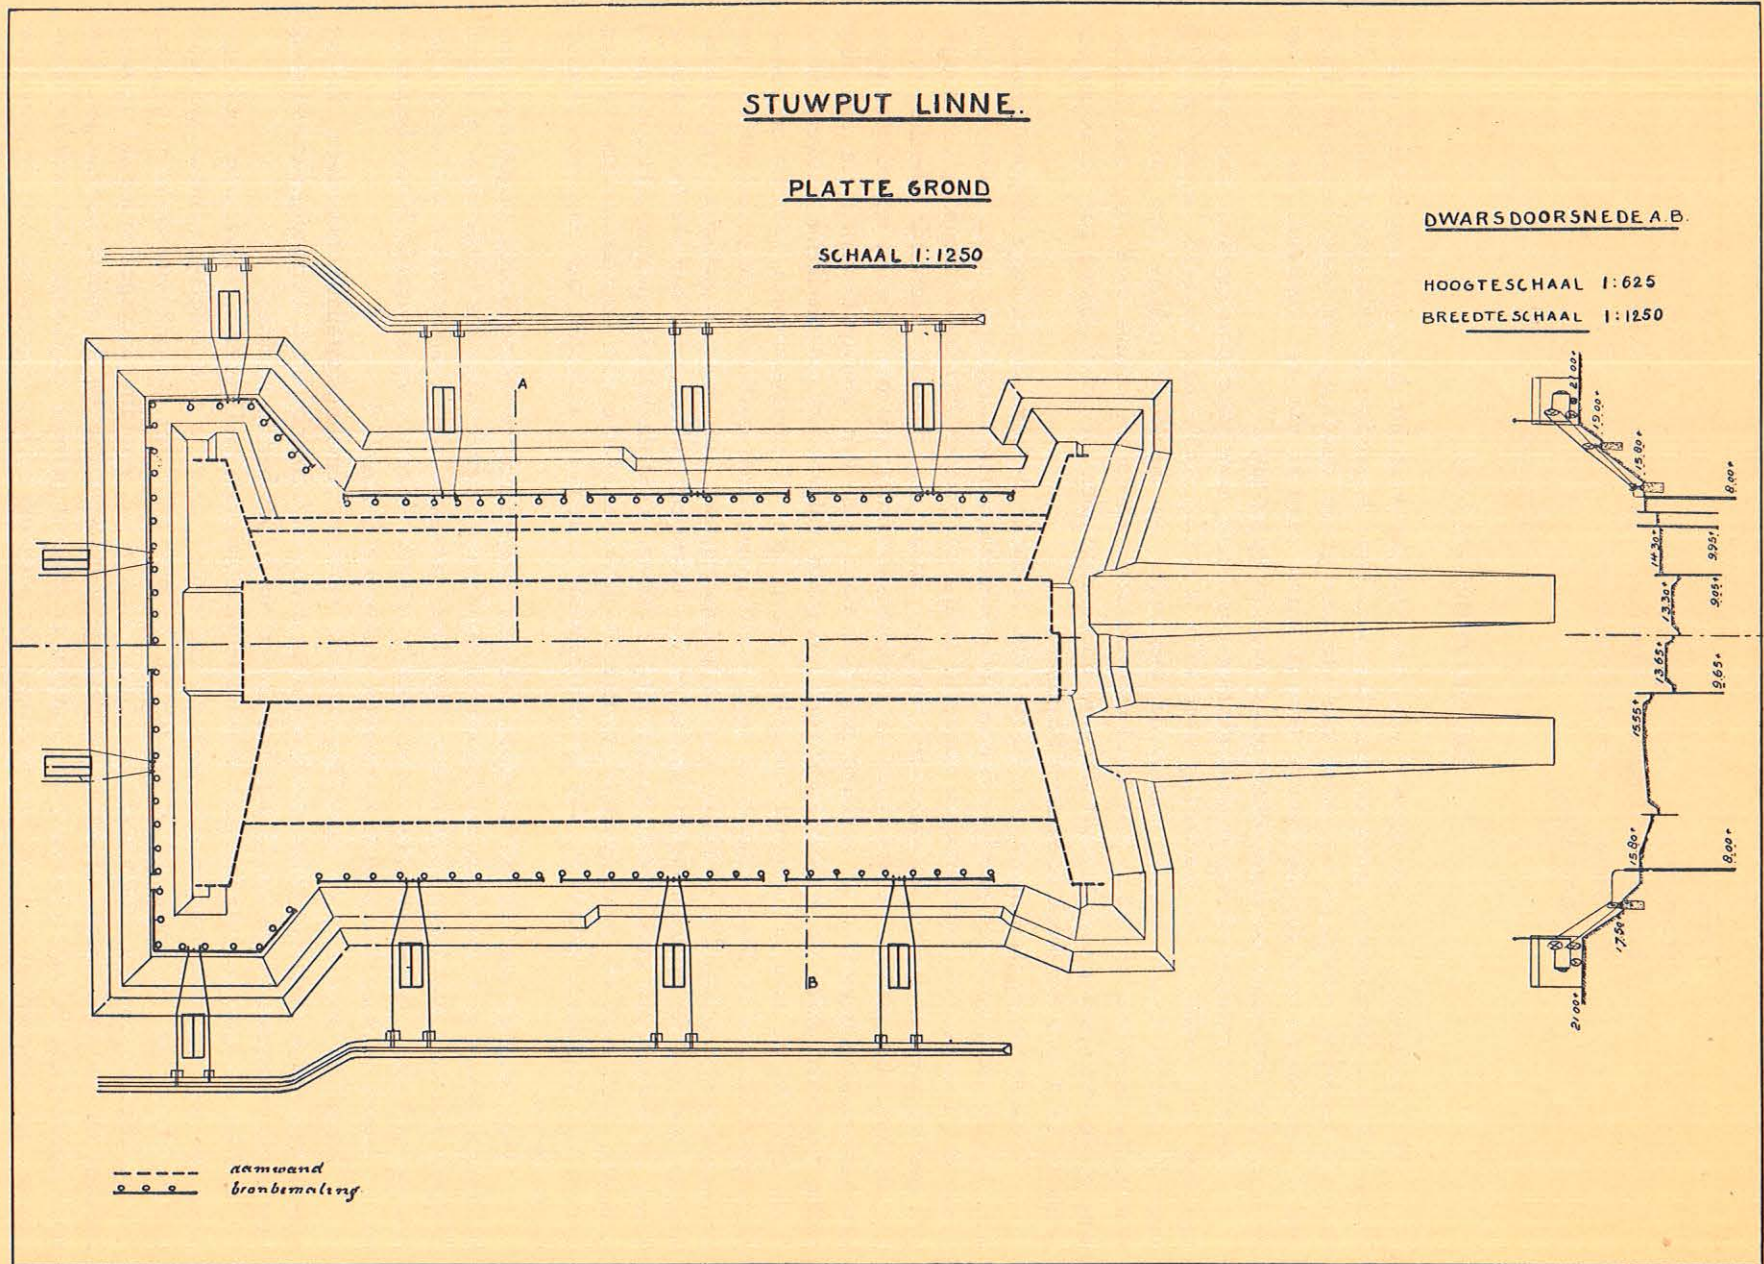 STUWPUT LINNE.
PLATTE GROND
SCHAAL 1:1250
DWARSDOORSNEDE A.B.
HOOGTESCHAAL 1:625
BREEDTESCHAAL 1:1250
A
B
21.00+
19.00+
15.80+
8.00+
14.30+
9.95+
13.30+
9.05+
13.65+
9.65+
15.55+
15.80+
8.00+
17.50+
21.00+
damwand
bronbemaling.